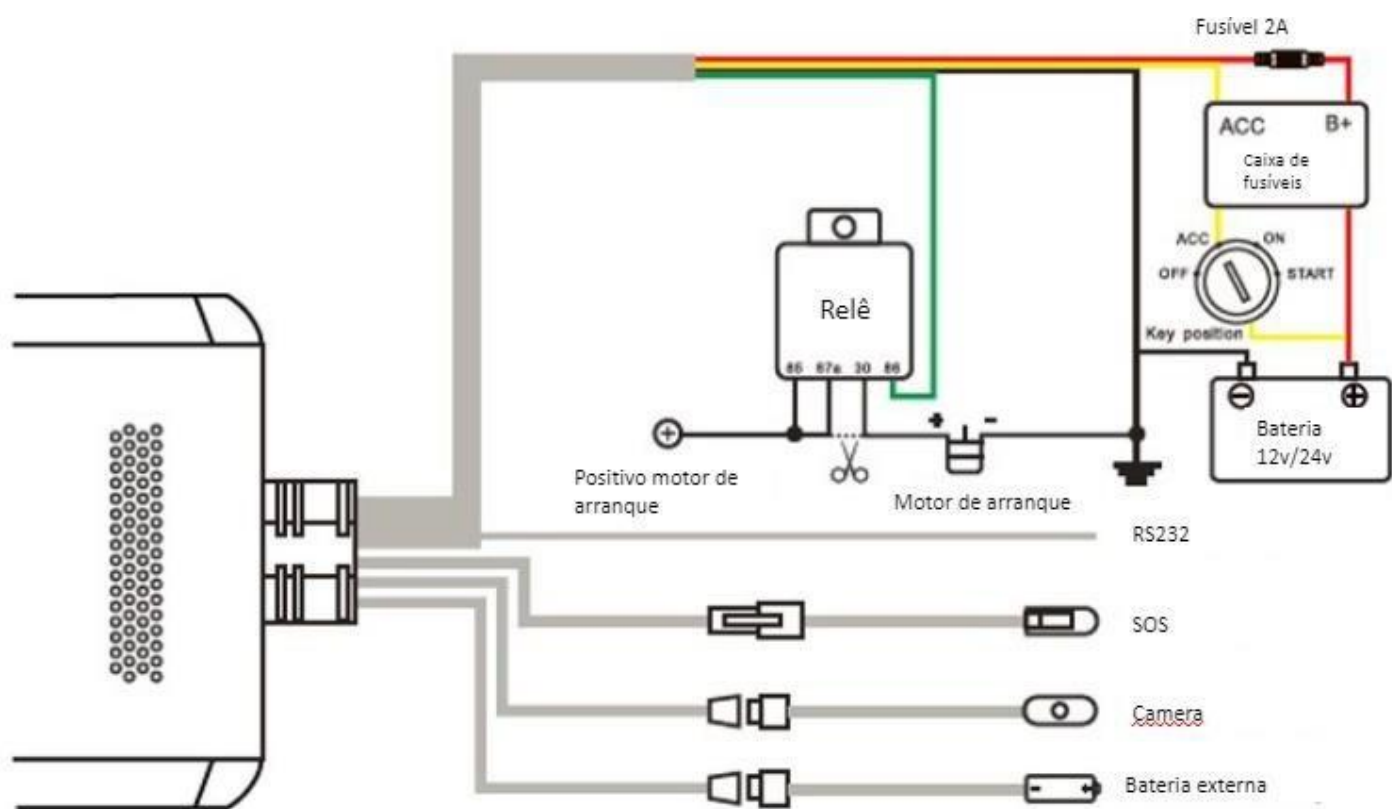 Fusível 2A
ACC B+
Caixa de
fusíveis
ACC ON
OFF START
Key position
Relê
85 87a 30 86
+ -
Bateria
12v/24v
Positivo motor de
arranque
Motor de arranque
RS232
SOS
Camera
Bateria externa